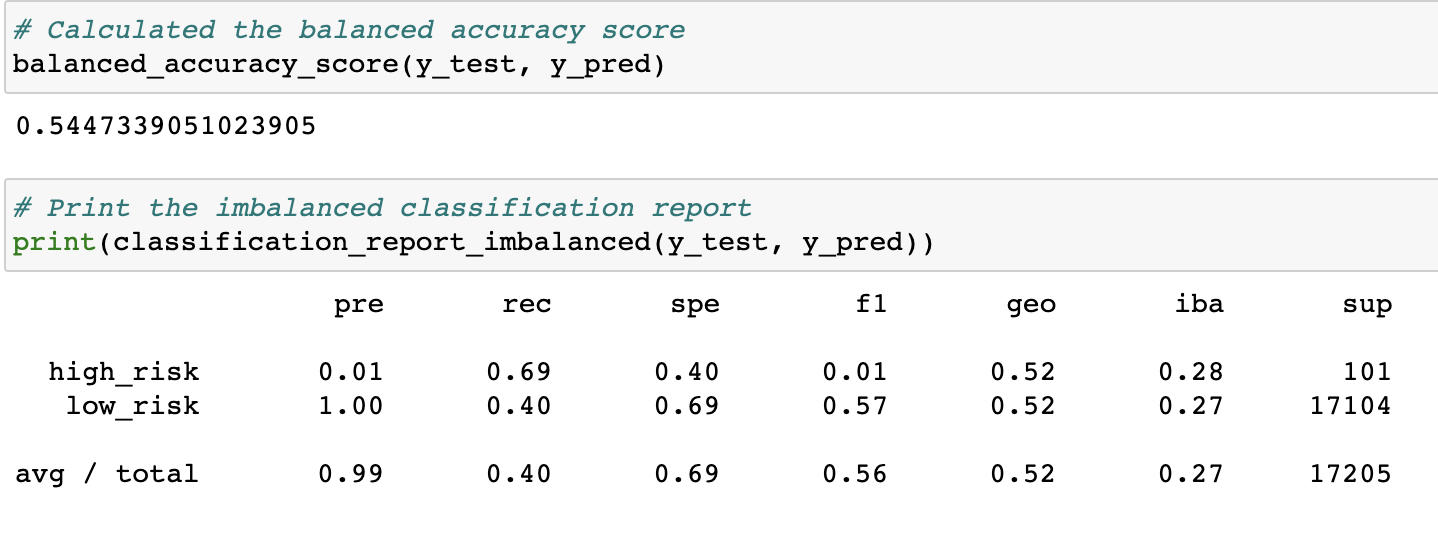 # Calculated the balanced accuracy score
balanced_accuracy_score(y_test, y_pred)
0.5447339051023905
# Print the imbalanced classification report
print(classification_report_imbalanced(y_test, y_pred))
pre rec spe f1 geo iba sup
high_risk 0.01 0.69 0.40 0.01 0.52 0.28 101
low_risk 1.00 0.40 0.69 0.57 0.52 0.27 17104
avg / total 0.99 0.40 0.69 0.56 0.52 0.27 17205